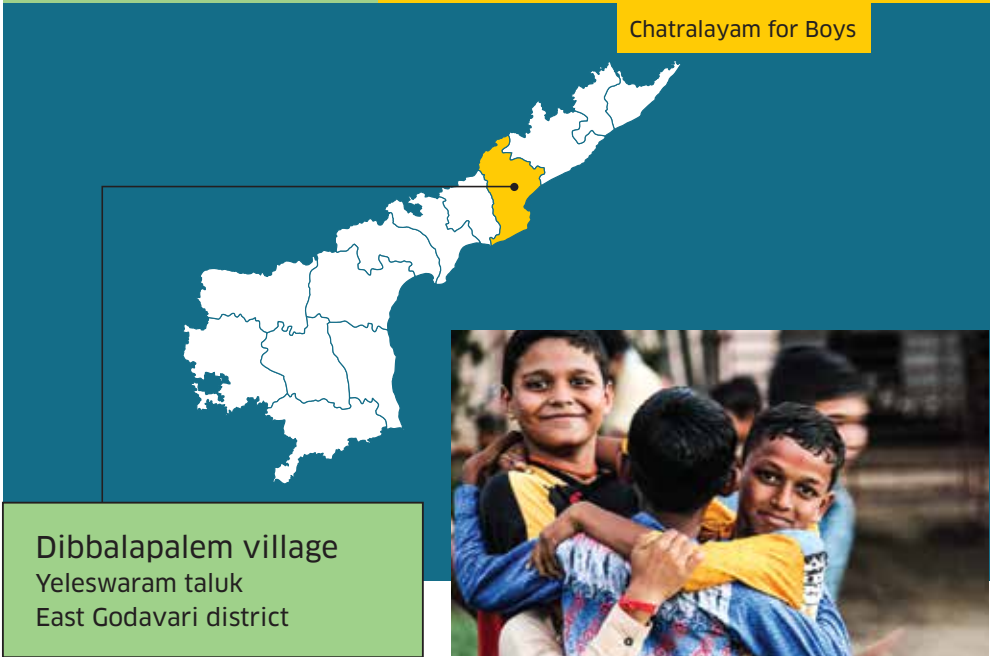 Chatralayam for Boys
Dibbalapalem village
Yeleswaram taluk
East Godavari district